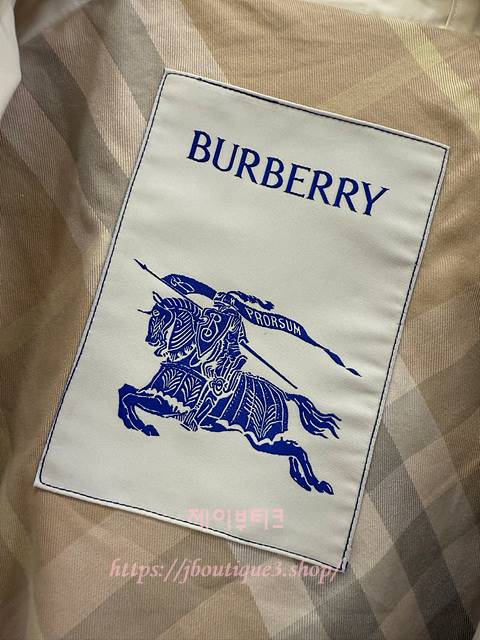 BURBERRY
PRORSUM
제이부티크
https://jboutique3.shop/